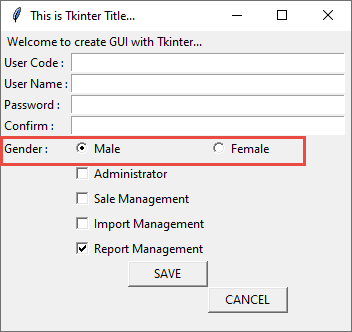 This is Tkinter Title...
Welcome to create GUI with Tkinter...
User Code :
User Name :
Password :
Confirm :
Gender : Male Female
Administrator
Sale Management
Import Management
Report Management
SAVE
CANCEL